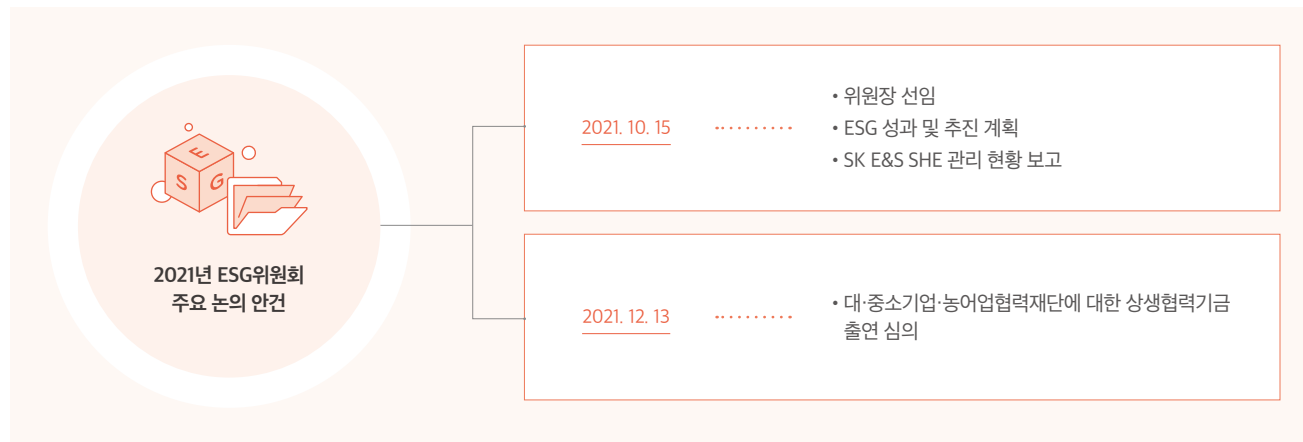 E
S
G
2021년 ESG위원회
주요 논의 안건
2021. 10. 15
• 위원장 선임
• ESG 성과 및 추진 계획
• SK E&S SHE 관리 현황 보고
2021. 12. 13
• 대·중소기업·농어업협력재단에 대한 상생협력기금
출연 심의